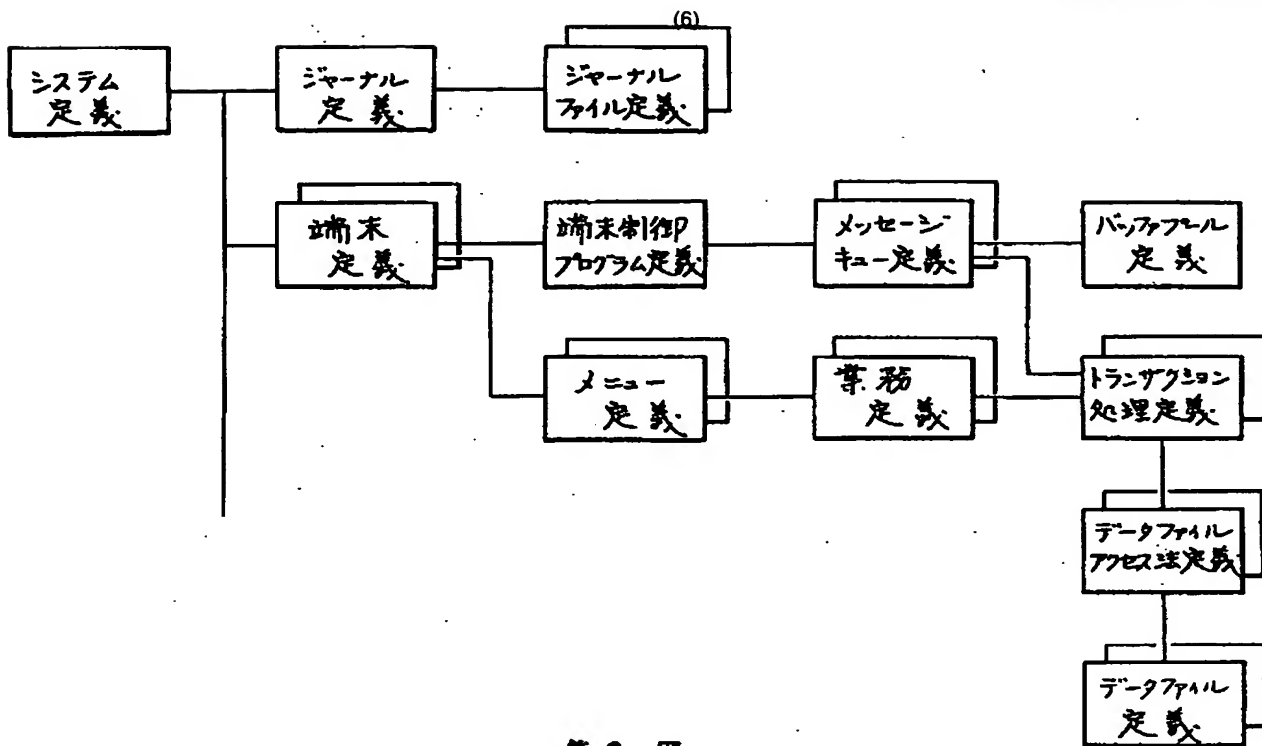 (6)
システム
定義
ジャーナル
定義
ジャーナル
ファイル定義
端末
定義
端末制御
プログラム定義
メッセージ
キュー定義
バッファプール
定義
メニュー
定義
業務
定義
トランザクション
処理定義
データファイル
アクセス法定義
データファイル
定義